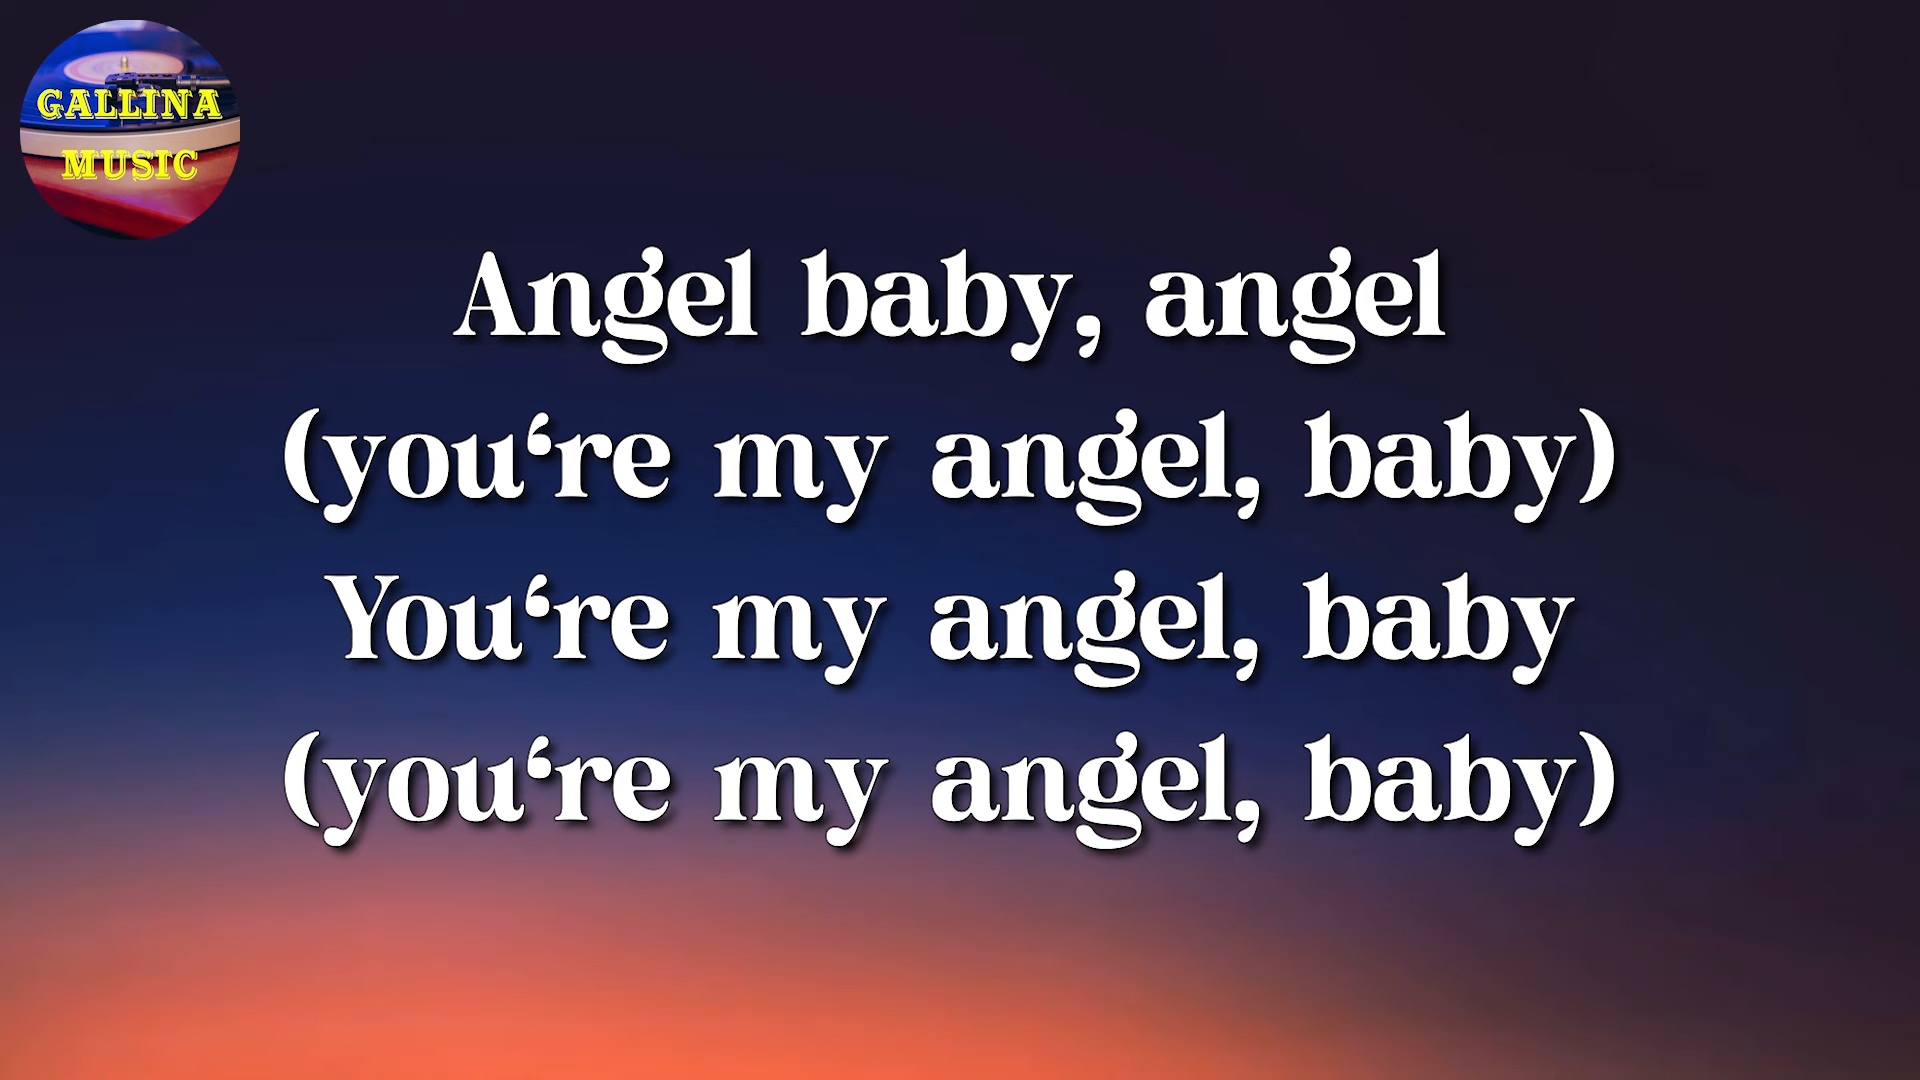 GALLINA
MUSIC
Angel baby, angel
(you‘re my angel, baby)
You‘re my angel, baby
(you‘re my angel, baby)